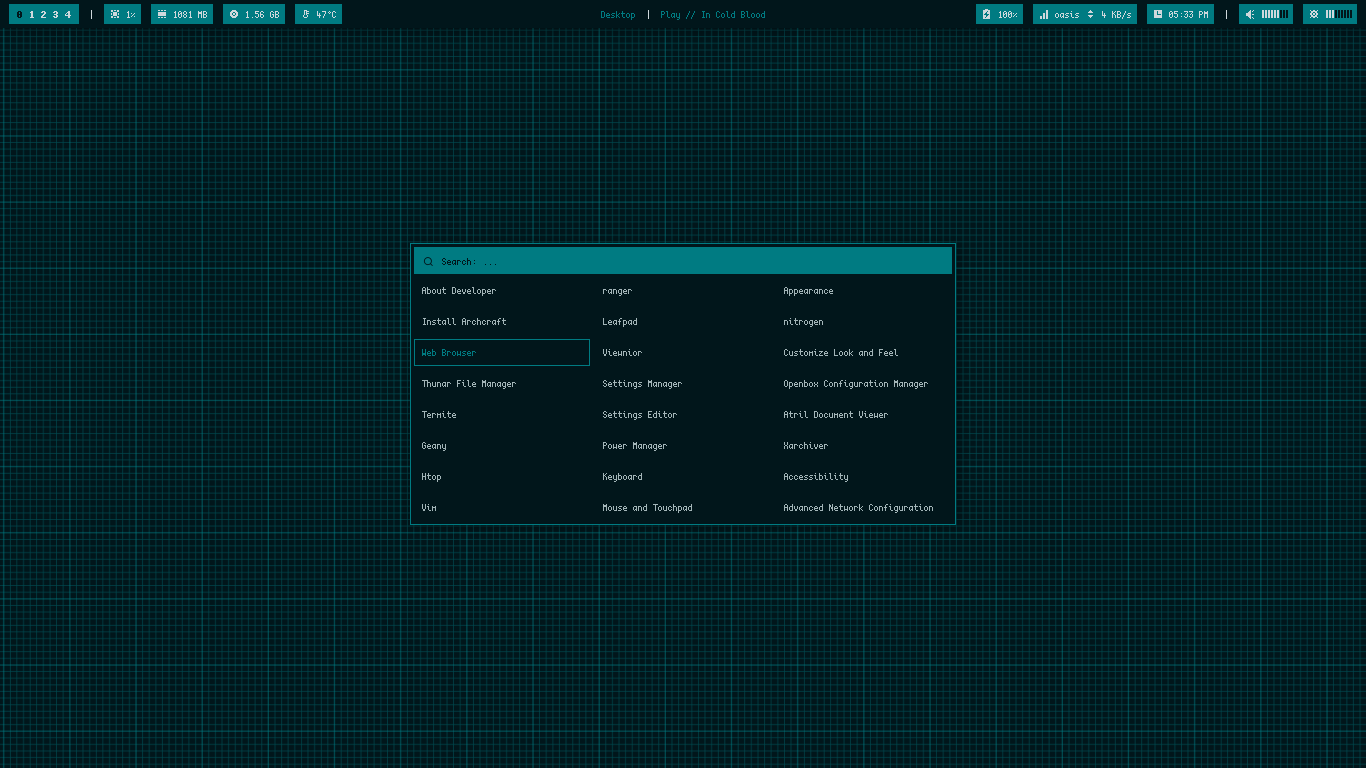 0 1 2 3 4 | 1% 1081 MB 1.56 GB 47°C Desktop | Play // In Cold Blood 100% oasis 4 KB/s 05:33 PM |
Search: ...
About Developer ranger Appearance
Install Archcraft Leafpad nitrogen
Web Browser Viewnior Customize Look and Feel
Thunar File Manager Settings Manager Openbox Configuration Manager
Termite Settings Editor Atril Document Viewer
Geany Power Manager Xarchiver
Htop Keyboard Accessibility
Vim Mouse and Touchpad Advanced Network Configuration